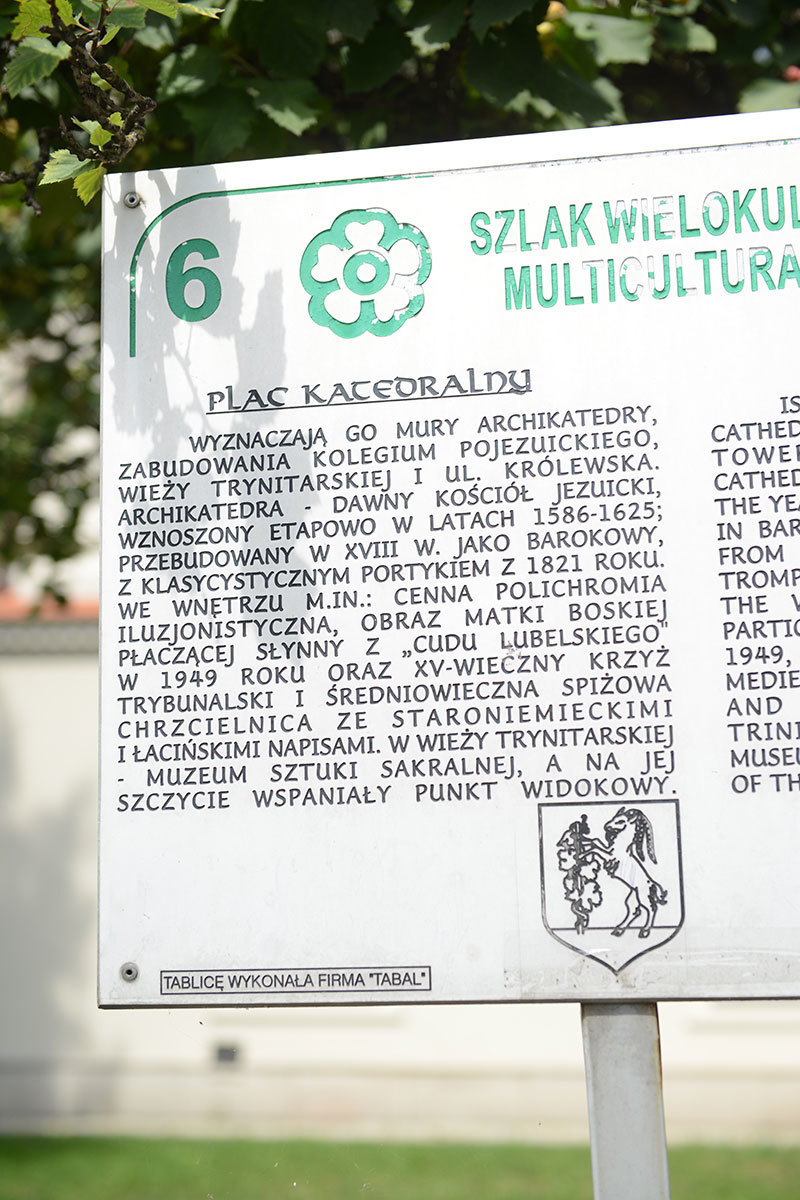 6
SZLAK WIELOKUL
MULTICULTURA
PLAC KATEDRALNY
WYZNACZAJĄ GO MURY ARCHIKATEDRY,
ZABUDOWANIA KOLEGIUM POJEZUICKIEGO,
WIEŻY TRYNITARSKIEJ I UL. KRÓLEWSKA.
ARCHIKATEDRA - DAWNY KOŚCIÓŁ JEZUICKI,
WZNOSZONY ETAPOWO W LATACH 1586-1625;
PRZEBUDOWANY W XVIII W. JAKO BAROKOWY,
Z KLASYCYSTYCZNYM PORTYKIEM Z 1821 ROKU.
WE WNĘTRZU M.IN.: CENNA POLICHROMIA
ILUZJONISTYCZNA, OBRAZ MATKI BOSKIEJ
PŁACZĄCEJ SŁYNNY Z „CUDU LUBELSKIEGO"
W 1949 ROKU ORAZ XV-WIECZNY KRZYŻ
TRYBUNALSKI I ŚREDNIOWIECZNA SPIŻOWA
CHRZCIELNICA ZE STARONIEMIECKIMI
I ŁACIŃSKIMI NAPISAMI. W WIEŻY TRYNITARSKIEJ
- MUZEUM SZTUKI SAKRALNEJ, A NA JEJ
SZCZYCIE WSPANIAŁY PUNKT WIDOKOWY.
IS
CATHED
TOWER
CATHED
THE YEA
IN BAR
FROM
TROMP
THE V
PARTIC
1949,
MEDIE
AND
TRINI
MUSEU
OF TH
TABLICĘ WYKONAŁA FIRMA "TABAL"